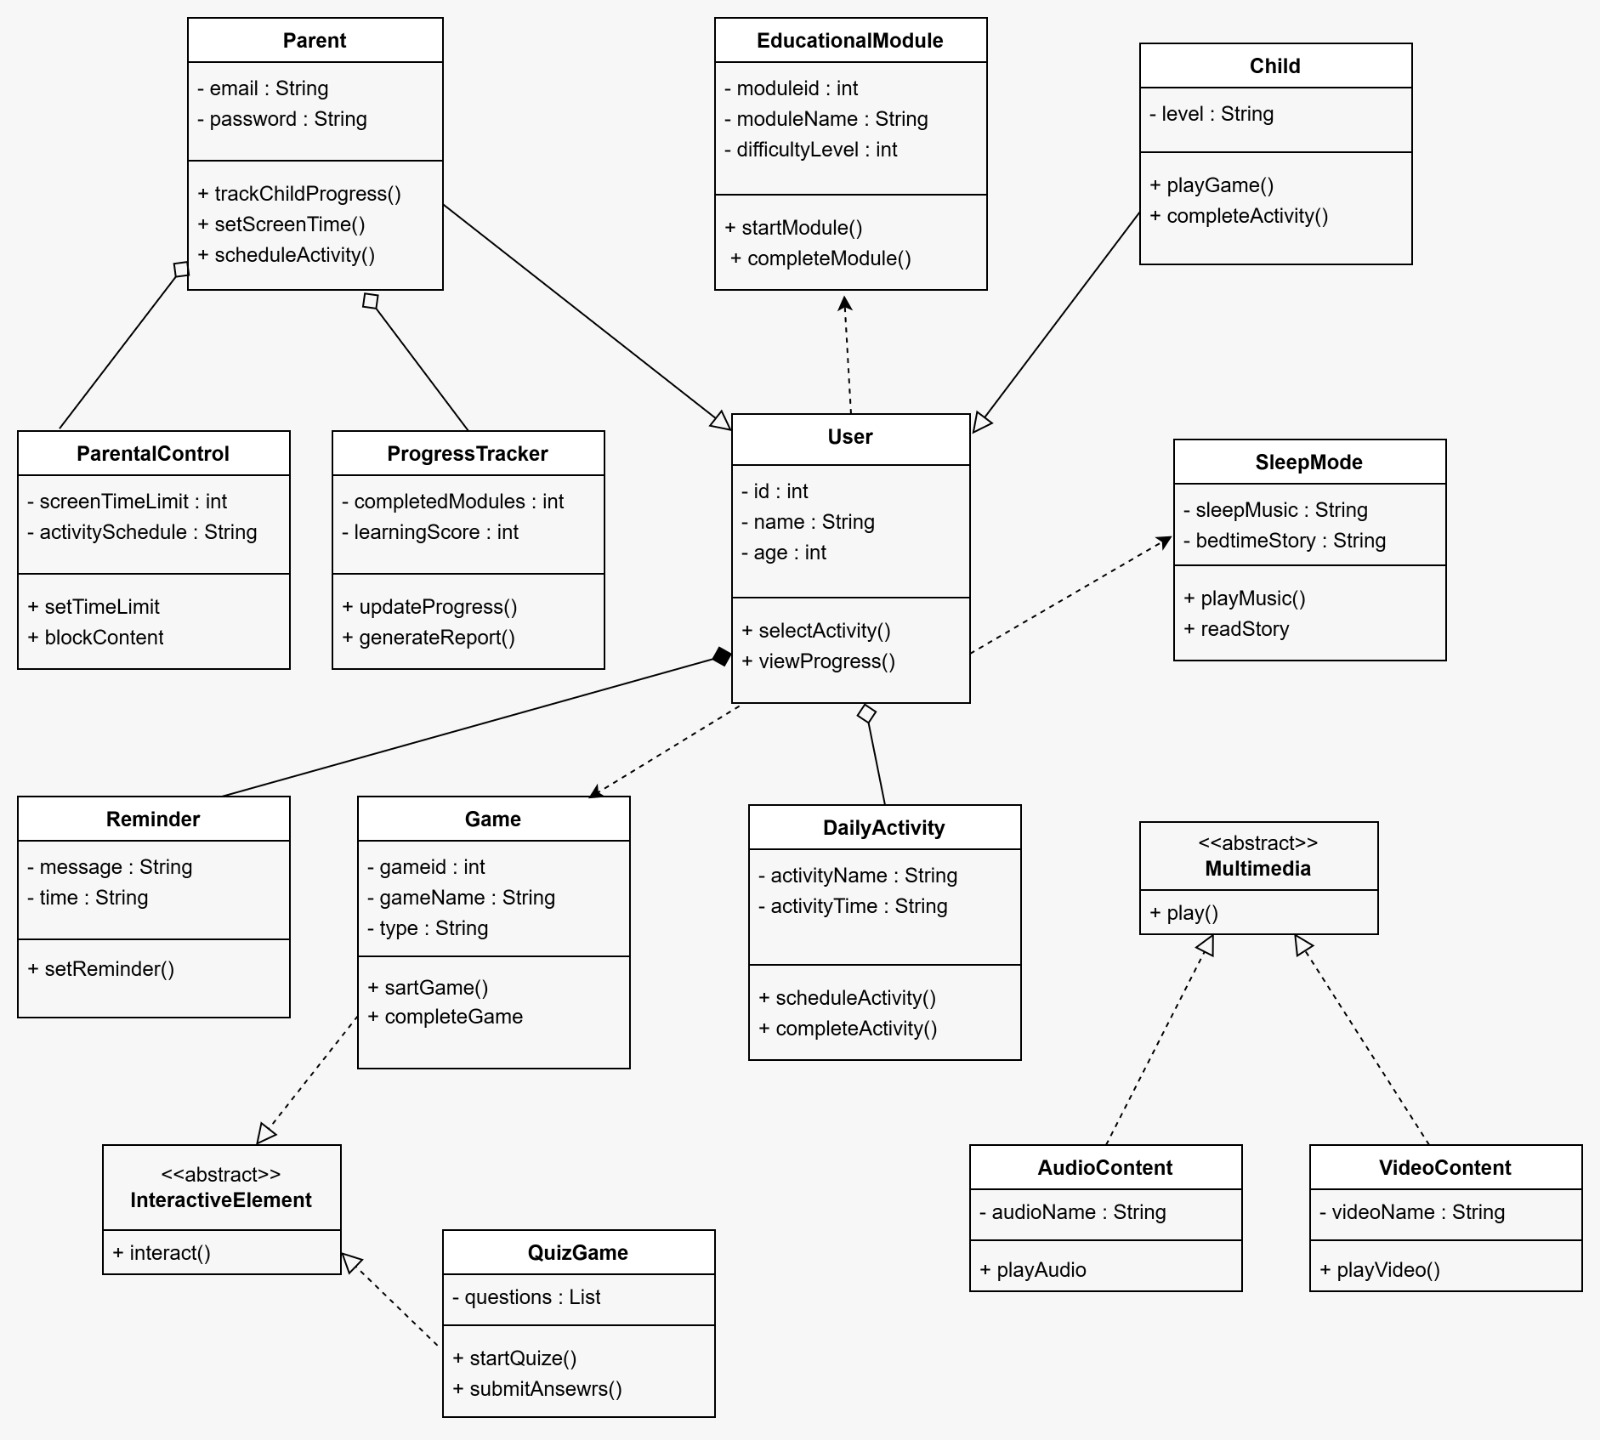 Parent
- email : String
- password : String
+ trackChildProgress()
+ setScreenTime()
+ scheduleActivity()
EducationalModule
- moduleid : int
- moduleName : String
- difficultyLevel : int
+ startModule()
+ completeModule()
Child
- level : String
+ playGame()
+ completeActivity()
ParentalControl
- screenTimeLimit : int
- activitySchedule : String
+ setTimeLimit
+ blockContent
ProgressTracker
- completedModules : int
- learningScore : int
+ updateProgress()
+ generateReport()
User
- id : int
- name : String
- age : int
+ selectActivity()
+ viewProgress()
SleepMode
- sleepMusic : String
- bedtimeStory : String
+ playMusic()
+ readStory
Reminder
- message : String
- time : String
+ setReminder()
Game
- gameid : int
- gameName : String
- type : String
+ sartGame()
+ completeGame
DailyActivity
- activityName : String
- activityTime : String
+ scheduleActivity()
+ completeActivity()
<<abstract>>
Multimedia
+ play()
<<abstract>>
InteractiveElement
+ interact()
QuizGame
- questions : List
+ startQuize()
+ submitAnsewrs()
AudioContent
- audioName : String
+ playAudio
VideoContent
- videoName : String
+ playVideo()